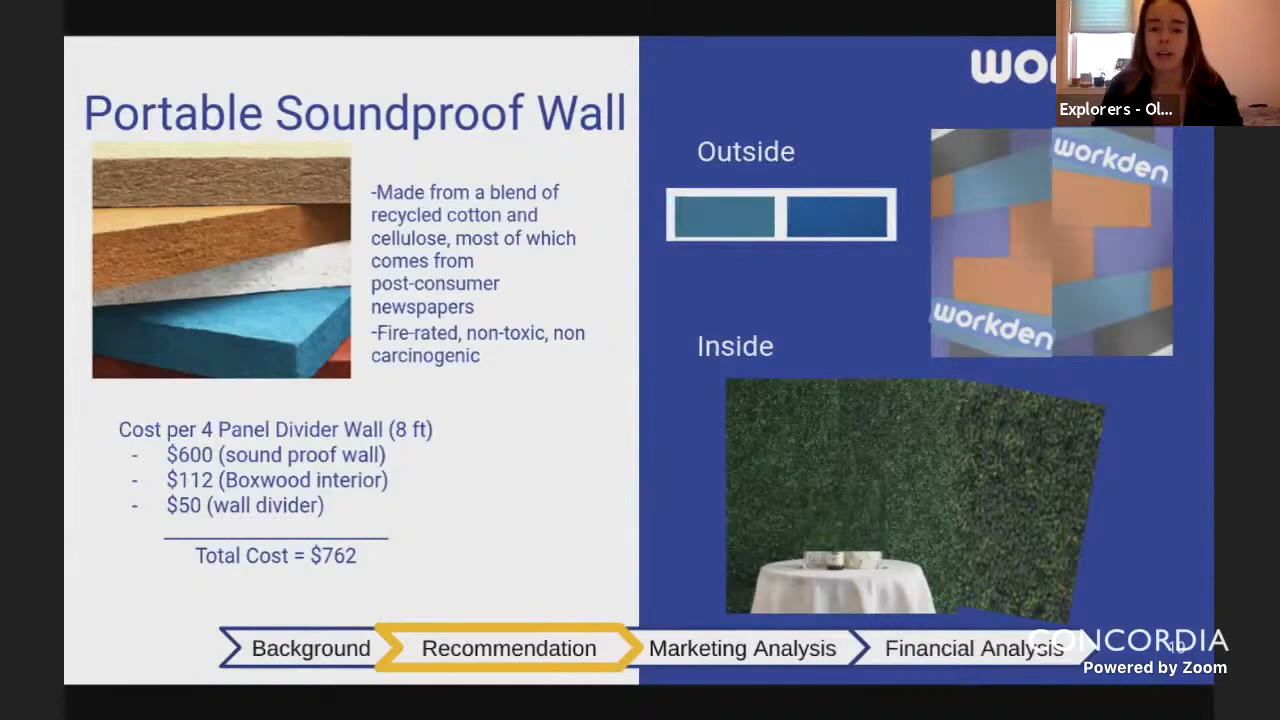 Portable Soundproof Wall
-Made from a blend of
recycled cotton and
cellulose, most of which
comes from
post-consumer
newspapers
-Fire-rated, non-toxic, non
carcinogenic
Cost per 4 Panel Divider Wall (8 ft)
- $600 (sound proof wall)
- $112 (Boxwood interior)
- $50 (wall divider)
Total Cost = $762
Outside
workden
workden
Inside
Explorers - Ol...
Background
Recommendation
Marketing Analysis
Financial Analysis
CONCORDIA
Powered by Zoom